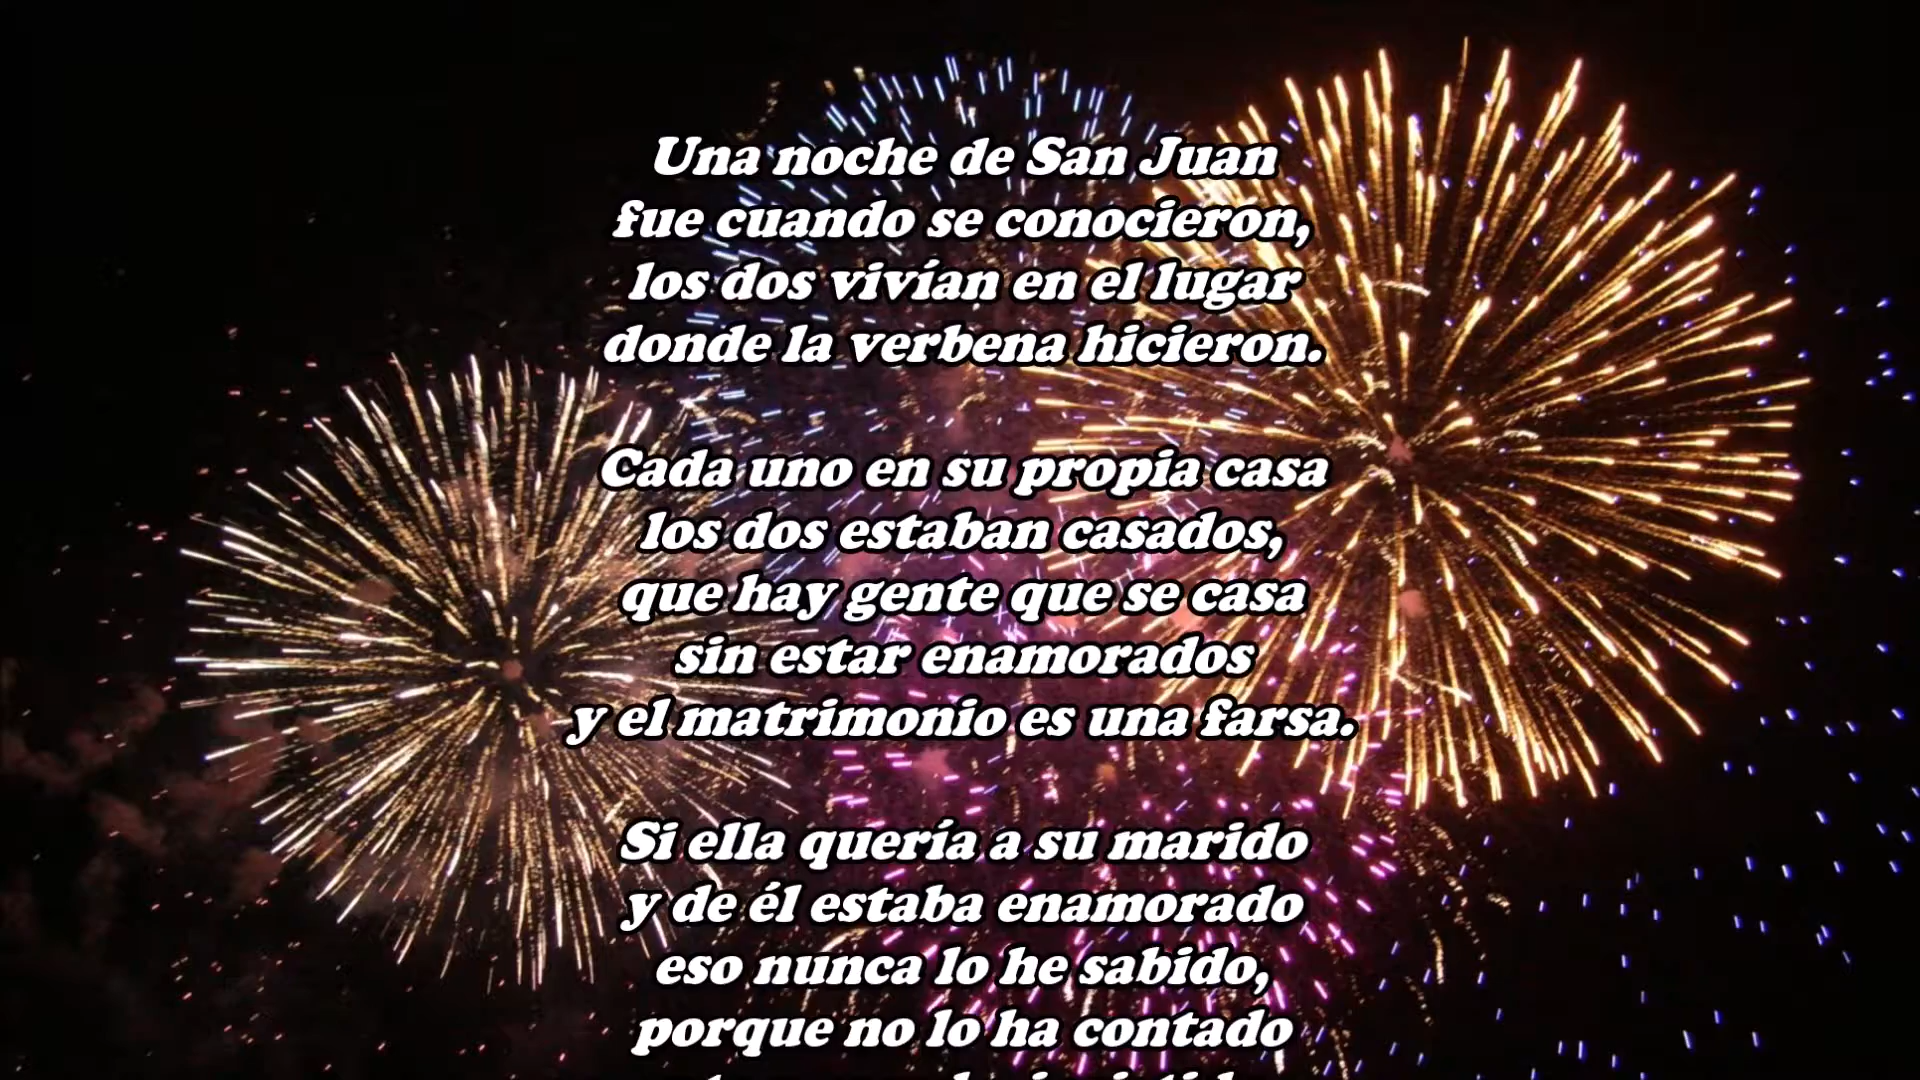 Una noche de San Juan
fue cuando se conocieron,
los dos vivían en el lugar
donde la verbena hicieron.
Cada uno en su propia casa
los dos estaban casados,
que hay gente que se casa
sin estar enamorados
y el matrimonio es una farsa.
Si ella quería a su marido
y de él estaba enamorado
eso nunca lo he sabido,
porque no lo ha contado